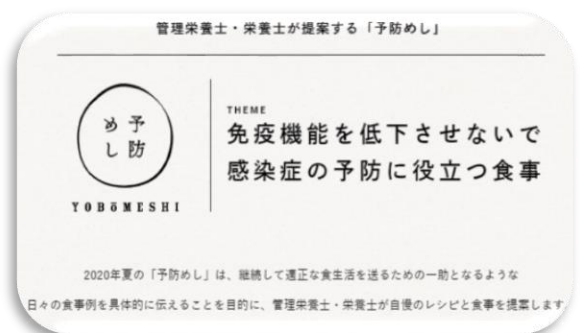 管理栄養士・栄養士が提案する「予防めし」
予防
めし
YOBōMESHI
THEME
免疫機能を低下させないで
感染症の予防に役立つ食事
2020年夏の「予防めし」は、継続して適正な食生活を送るための一助となるような
日々の食事例を具体的に伝えることを目的に、管理栄養士・栄養士が自慢のレシピと食事を提案します。